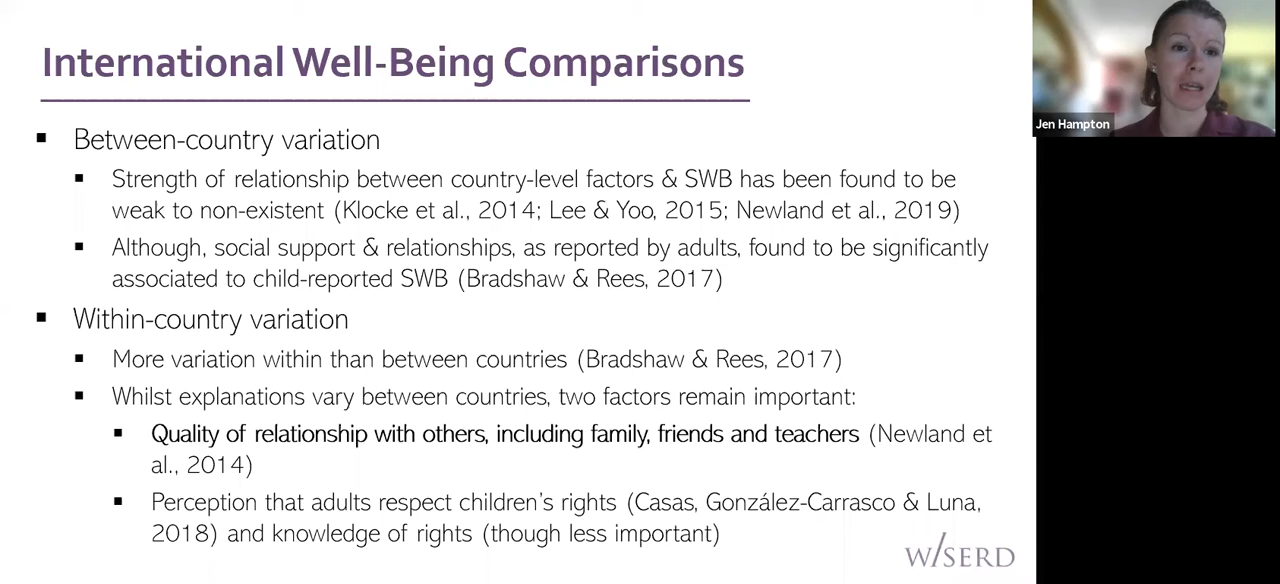 International Well-Being Comparisons
Jen Hampton
▪ Between-country variation
▪ Strength of relationship between country-level factors & SWB has been found to be
weak to non-existent (Klocke et al., 2014; Lee & Yoo, 2015; Newland et al., 2019)
▪ Although, social support & relationships, as reported by adults, found to be significantly
associated to child-reported SWB (Bradshaw & Rees, 2017)
▪ Within-country variation
▪ More variation within than between countries (Bradshaw & Rees, 2017)
▪ Whilst explanations vary between countries, two factors remain important:
▪ Quality of relationship with others, including family, friends and teachers (Newland et
al., 2014)
▪ Perception that adults respect children's rights (Casas, González-Carrasco & Luna,
2018) and knowledge of rights (though less important)
W/SERD